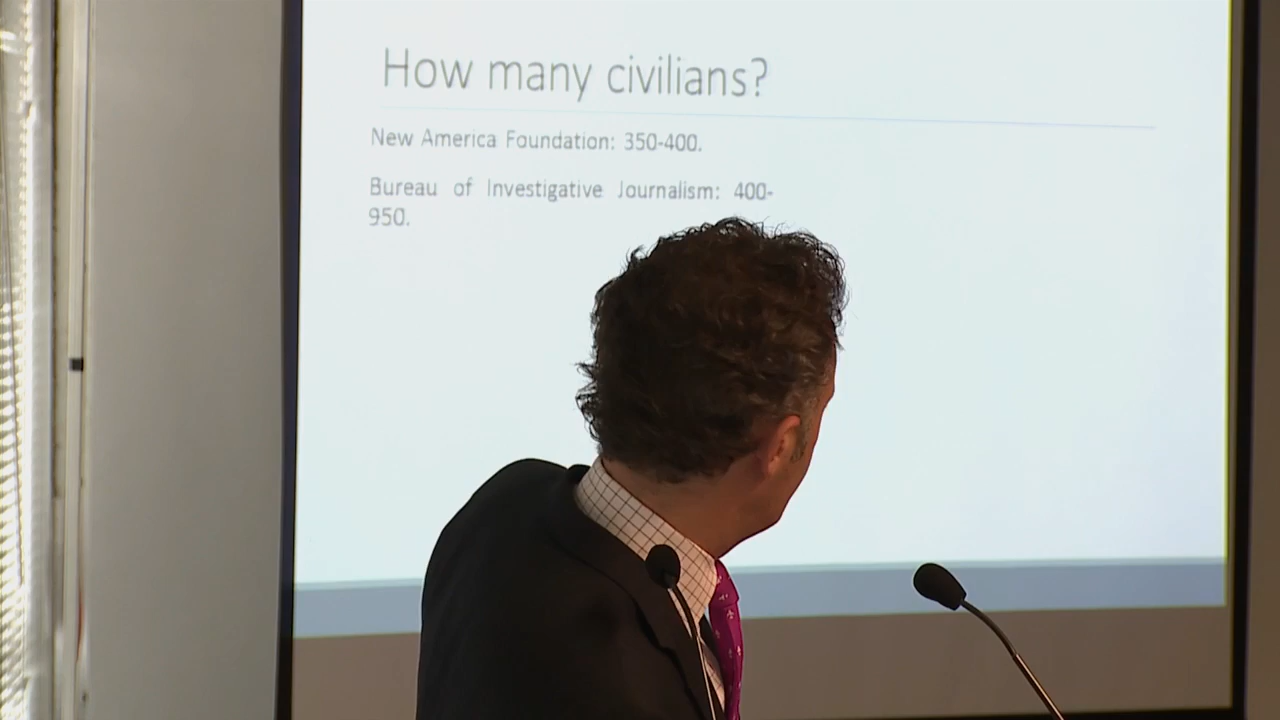 How many civilians?
New America Foundation: 350-400.
Bureau of Investigative Journalism: 400-
950.